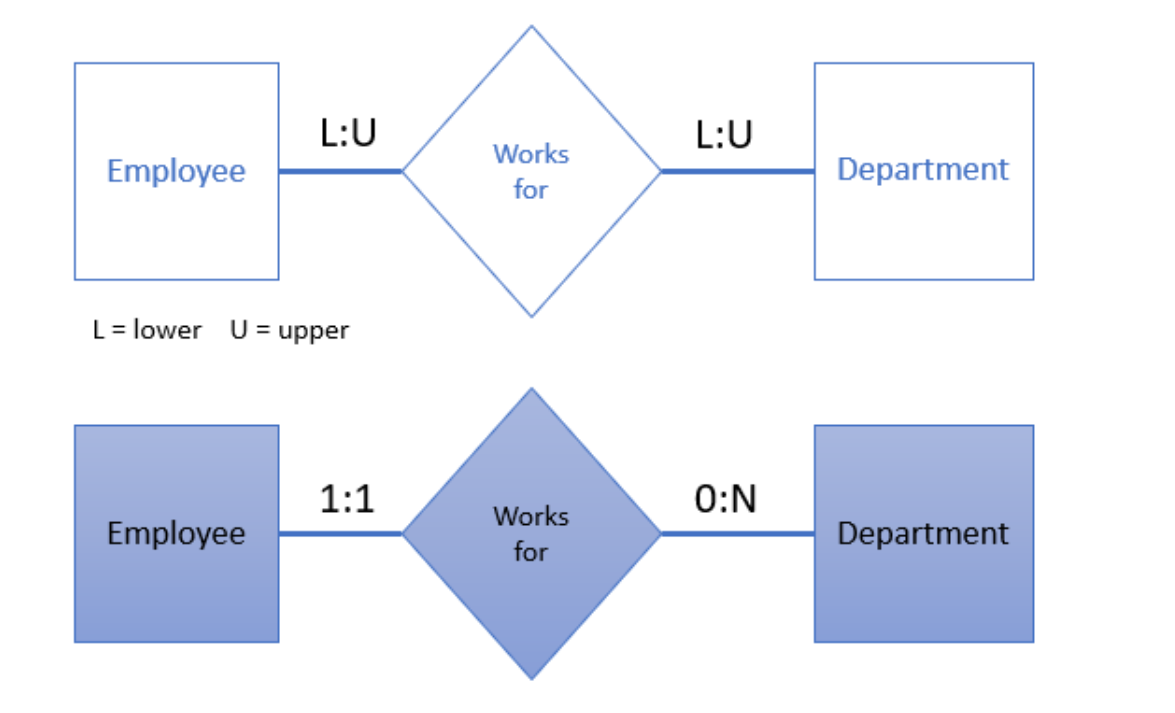 Employee
L:U
Works
for
L:U
Department
L = lower U = upper
Employee
1:1
Works
for
0:N
Department